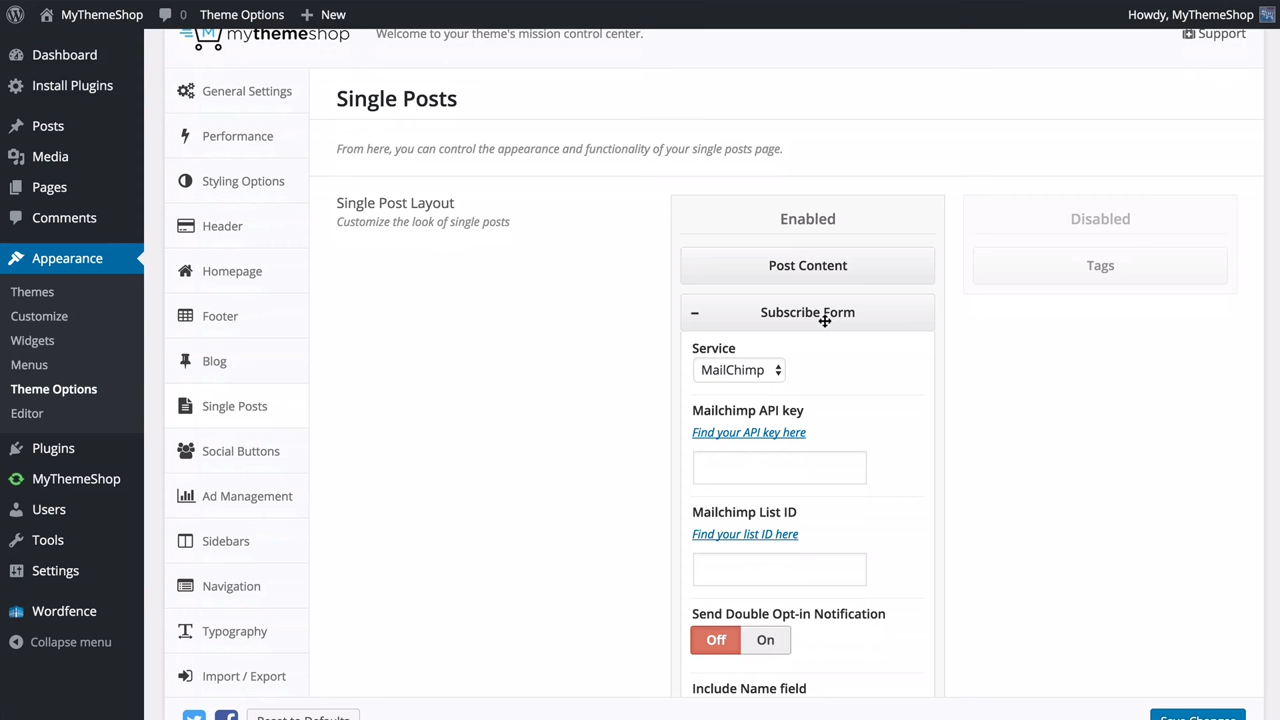 MyThemeShop
0
Theme Options
New
Howdy, MyThemeShop
Dashboard
Install Plugins
Posts
Media
Pages
Comments
Appearance
Themes
Customize
Widgets
Menus
Theme Options
Editor
Plugins
MyThemeShop
Users
Tools
Settings
Wordfence
Collapse menu
mythemeshop
Welcome to your theme's mission control center.
Support
General Settings
Performance
Styling Options
Header
Homepage
Footer
Blog
Single Posts
Social Buttons
Ad Management
Sidebars
Navigation
Typography
Import / Export
Single Posts
From here, you can control the appearance and functionality of your single posts page.
Single Post Layout
Customize the look of single posts
Enabled
Post Content
Subscribe Form
Service
MailChimp
Mailchimp API key
Find your API key here
Mailchimp List ID
Find your list ID here
Send Double Opt-in Notification
Off On
Include Name field
Disabled
Tags
Reset to Defaults
Save Changes